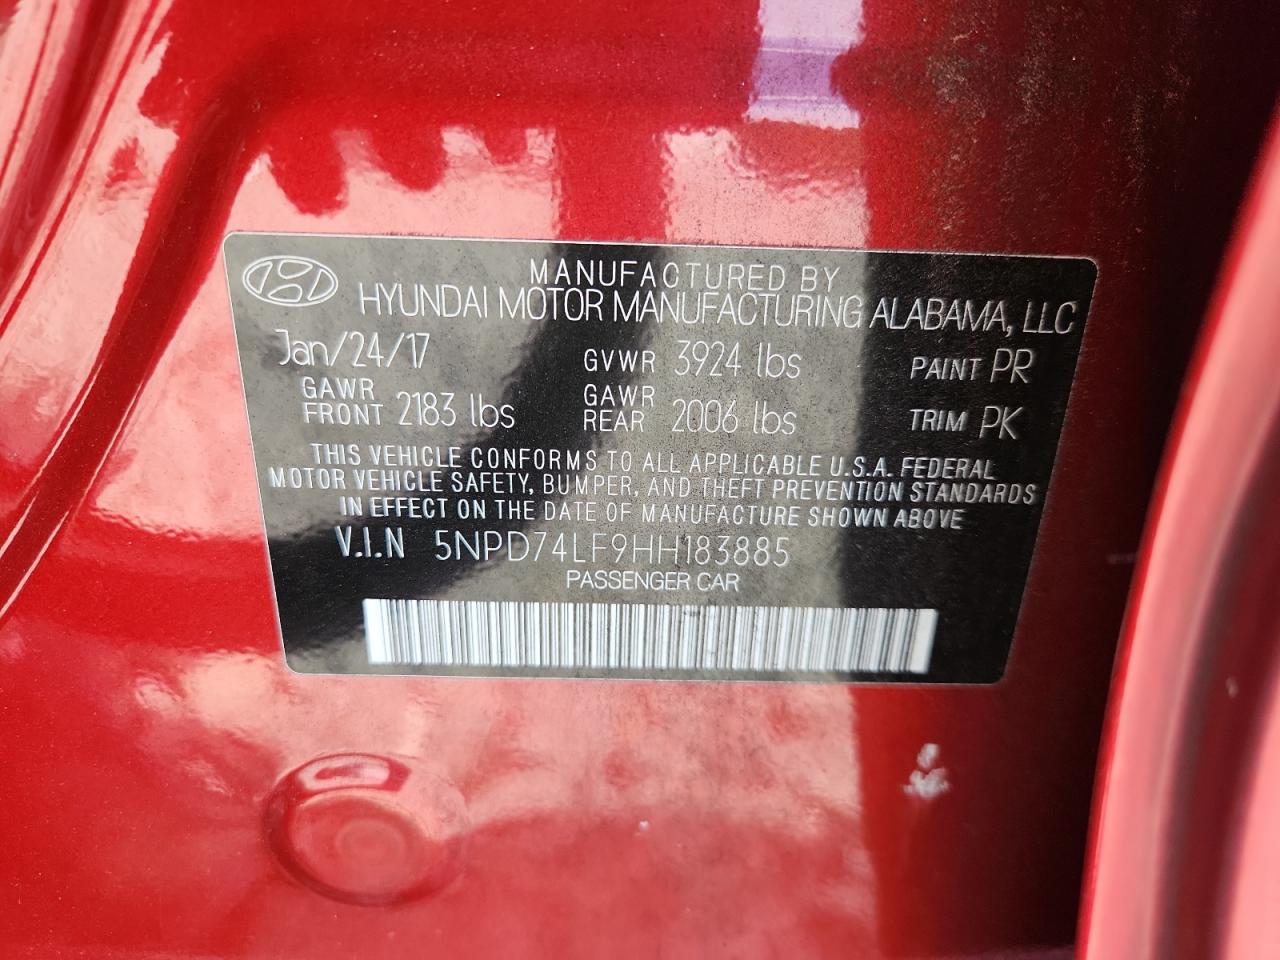 MANUFACTURED BY
HYUNDAI MOTOR MANUFACTURING ALABAMA, LLC
Jan/24/17 GVWR 3924 lbs PAINT PR
GAWR FRONT 2183 lbs GAWR REAR 2006 lbs TRIM PK
THIS VEHICLE CONFORMS TO ALL APPLICABLE U.S.A. FEDERAL
MOTOR VEHICLE SAFETY, BUMPER, AND THEFT PREVENTION STANDARDS
IN EFFECT ON THE DATE OF MANUFACTURE SHOWN ABOVE
V.I.N 5NPD74LF9HH183885
PASSENGER CAR